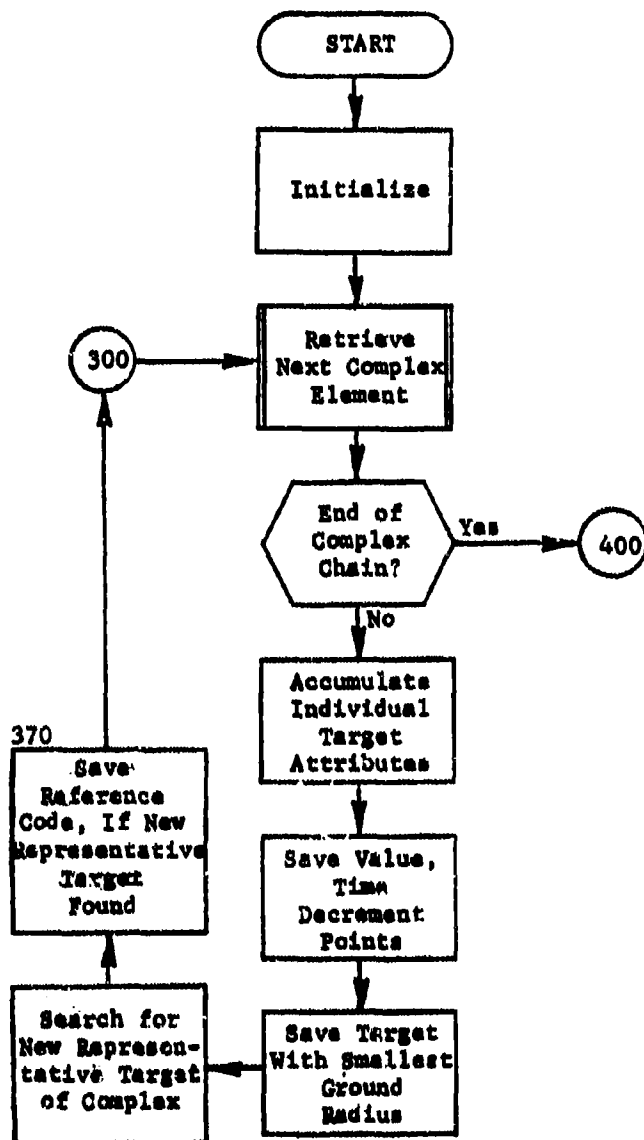 START
Initialize
300
Retrieve
Next Complex
Element
End of
Complex
Chain?
Yes
400
No
Accumulate
Individual
Target
Attributes
370
Save
Reference
Code, If New
Representative
Target
Found
Save Value,
Time
Decrement
Points
Search for
New Represen-
tative Target
of Complex
Save Target
With Smallest
Ground
Radius